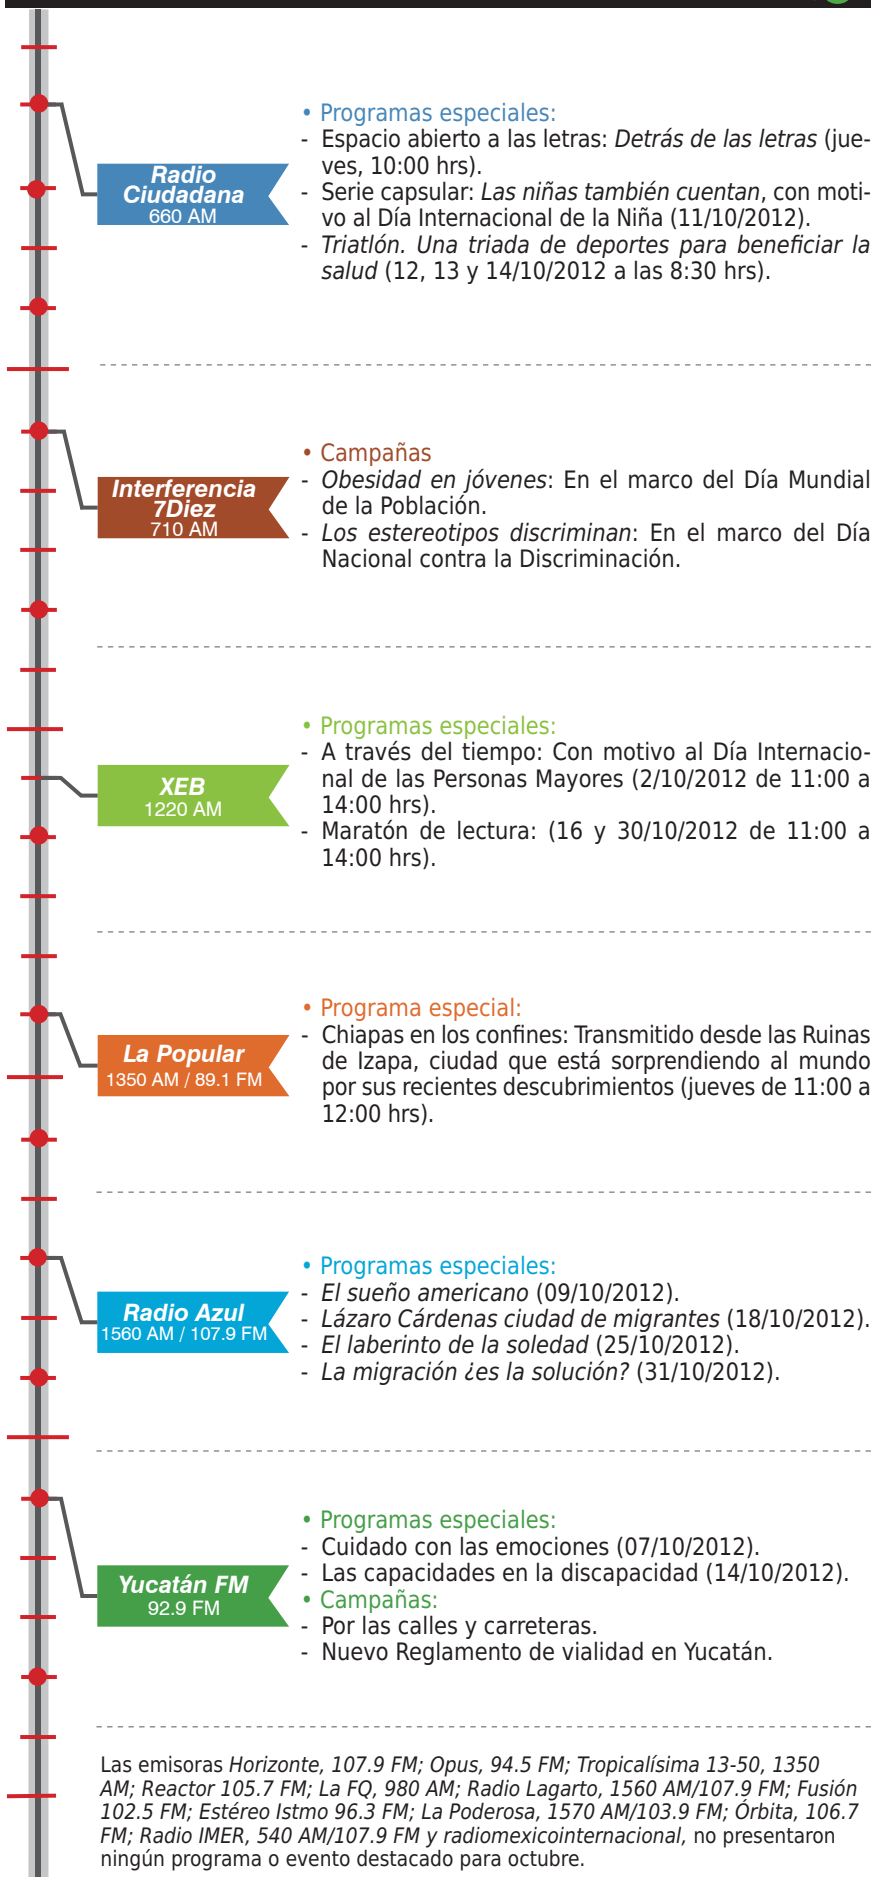 • Programas especiales:
- Espacio abierto a las letras: Detrás de las letras (jue-
ves, 10:00 hrs).
- Serie capsular: Las niñas también cuentan, con moti-
vo al Día Internacional de la Niña (11/10/2012).
- Triatlón. Una triada de deportes para beneficiar la
salud (12, 13 y 14/10/2012 a las 8:30 hrs).
Radio
Ciudadana
660 AM
• Campañas
- Obesidad en jóvenes: En el marco del Día Mundial
de la Población.
- Los estereotipos discriminan: En el marco del Día
Nacional contra la Discriminación.
Interferencia
7Diez
710 AM
• Programas especiales:
- A través del tiempo: Con motivo al Día Internacio-
nal de las Personas Mayores (2/10/2012 de 11:00 a
14:00 hrs).
- Maratón de lectura: (16 y 30/10/2012 de 11:00 a
14:00 hrs).
XEB
1220 AM
• Programa especial:
- Chiapas en los confines: Transmitido desde las Ruinas
de Izapa, ciudad que está sorprendiendo al mundo
por sus recientes descubrimientos (jueves de 11:00 a
12:00 hrs).
La Popular
1350 AM / 89.1 FM
• Programas especiales:
- El sueño americano (09/10/2012).
- Lázaro Cárdenas ciudad de migrantes (18/10/2012).
- El laberinto de la soledad (25/10/2012).
- La migración ¿es la solución? (31/10/2012).
Radio Azul
1560 AM / 107.9 FM
• Programas especiales:
- Cuidado con las emociones (07/10/2012).
- Las capacidades en la discapacidad (14/10/2012).
• Campañas:
- Por las calles y carreteras.
- Nuevo Reglamento de vialidad en Yucatán.
Yucatán FM
92.9 FM
Las emisoras Horizonte, 107.9 FM; Opus, 94.5 FM; Tropicalísima 13-50, 1350
AM; Reactor 105.7 FM; La FQ, 980 AM; Radio Lagarto, 1560 AM/107.9 FM; Fusión
102.5 FM; Estéreo Istmo 96.3 FM; La Poderosa, 1570 AM/103.9 FM; Órbita, 106.7
FM; Radio IMER, 540 AM/107.9 FM y radiomexicointernacional, no presentaron
ningún programa o evento destacado para octubre.